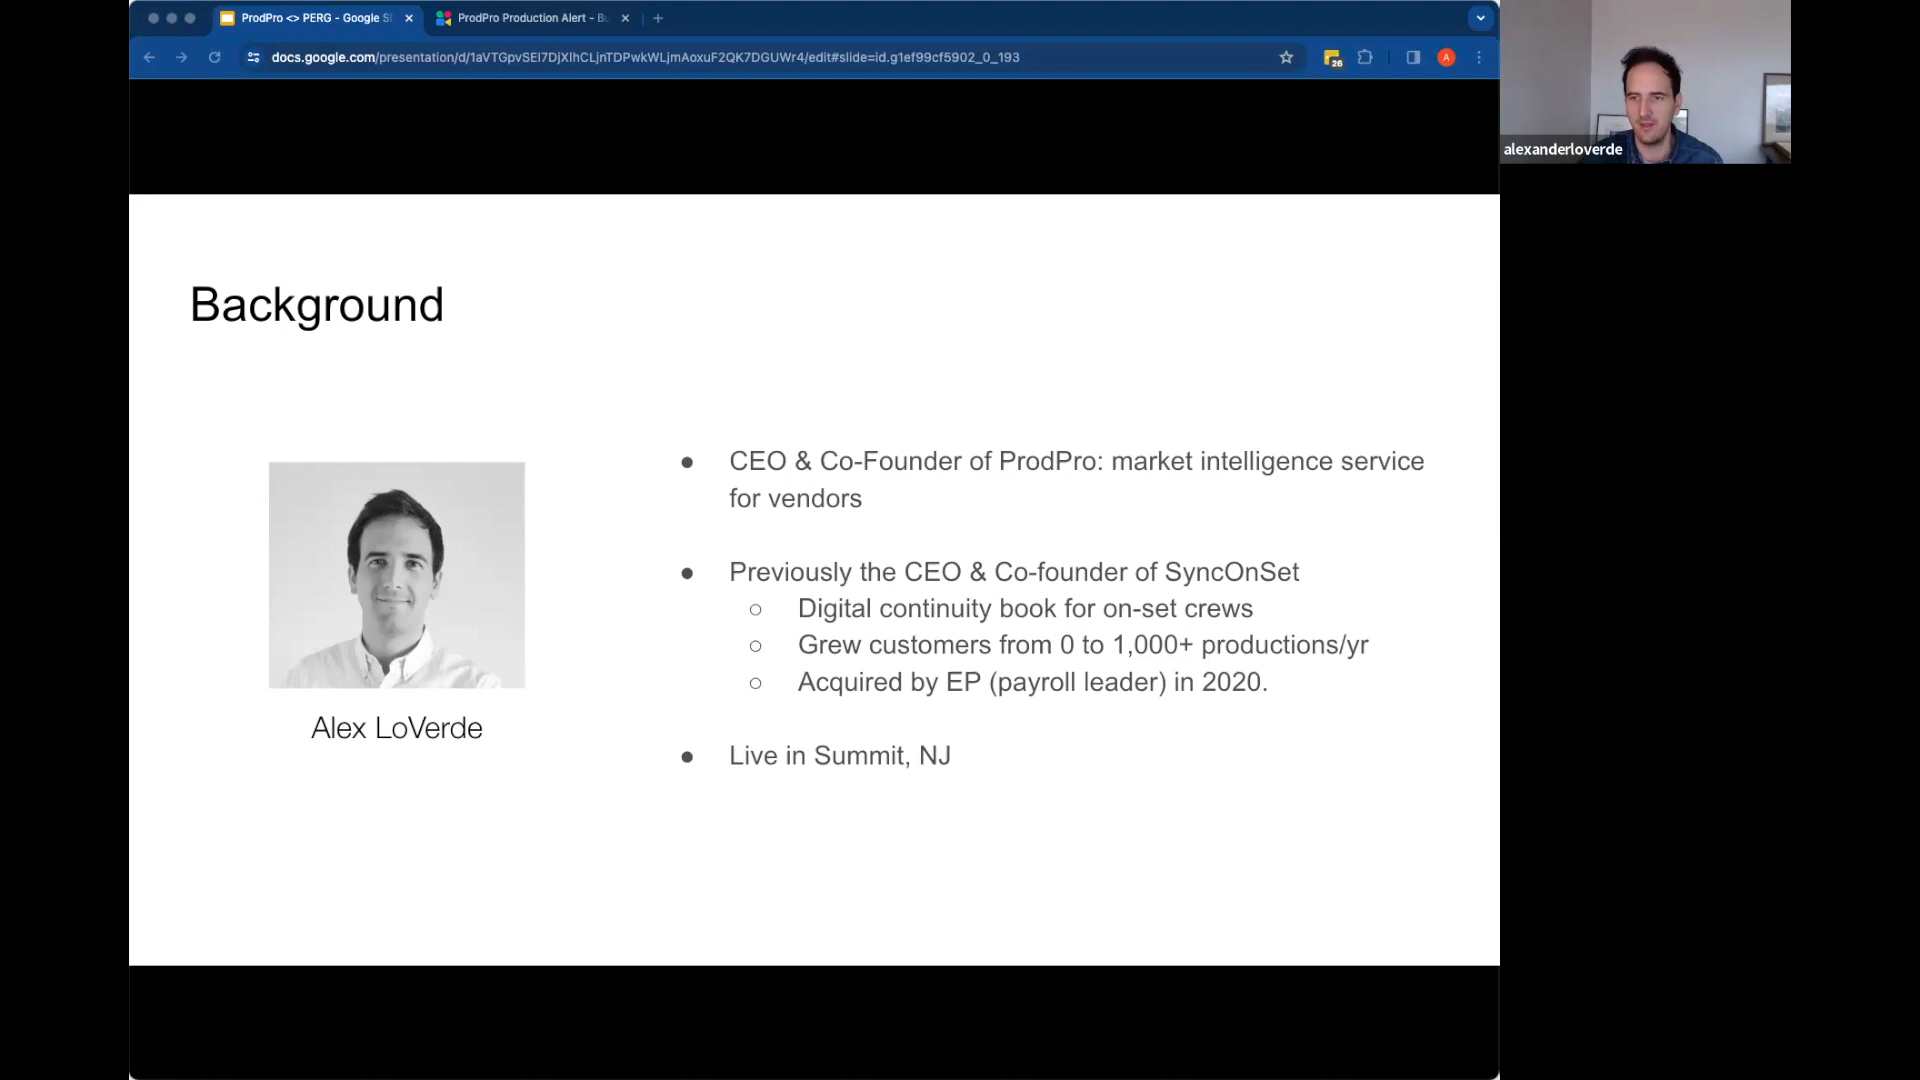 ProdPro <> PERG - Google Sl
ProdPro Production Alert - Bu
docs.google.com/presentation/d/1aVTGpvSEl7DjXIhCLjnTDPwkWLjmAoxuF2QK7DGUWr4/edit#slide=id.g1ef99cf5902_0_193
26
A
alexanderloverde
Background
CEO & Co-Founder of ProdPro: market intelligence service
for vendors
Previously the CEO & Co-founder of SyncOnSet
Digital continuity book for on-set crews
Grew customers from 0 to 1,000+ productions/yr
Acquired by EP (payroll leader) in 2020.
Live in Summit, NJ
Alex LoVerde